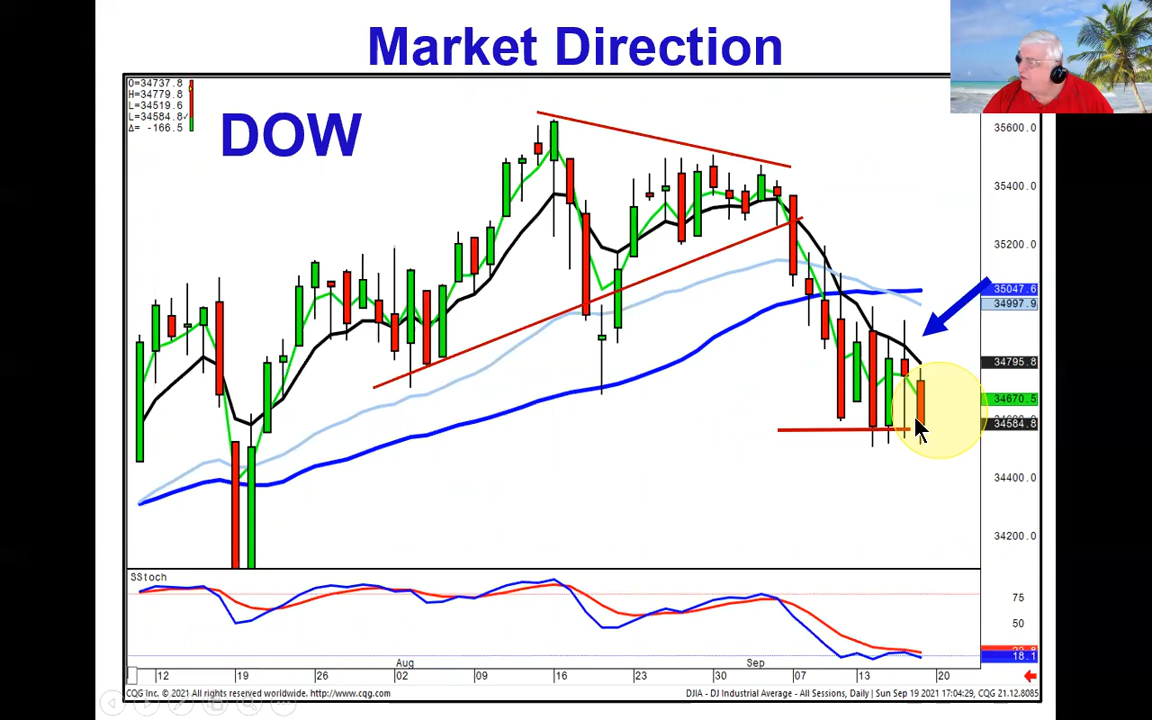 Market Direction
O=34737.8
H=34779.8
L=34519.6
L=34584.8
Δ= -166.5
DOW
35600.0
35400.0
35200.0
35047.6
34997.9
34795.8
34670.5
34584.8
34400.0
34200.0
SStoch
75
50
18.1
Aug
Sep
12
19
26
02
09
16
23
30
07
13
20
CQG Inc. © 2021 All rights reserved worldwide. http://www.cqg.com
DJIA - DJ Industrial Average - All Sessions, Daily | Sun Sep 19 2021 17:04:29, CQG 21.12.8085